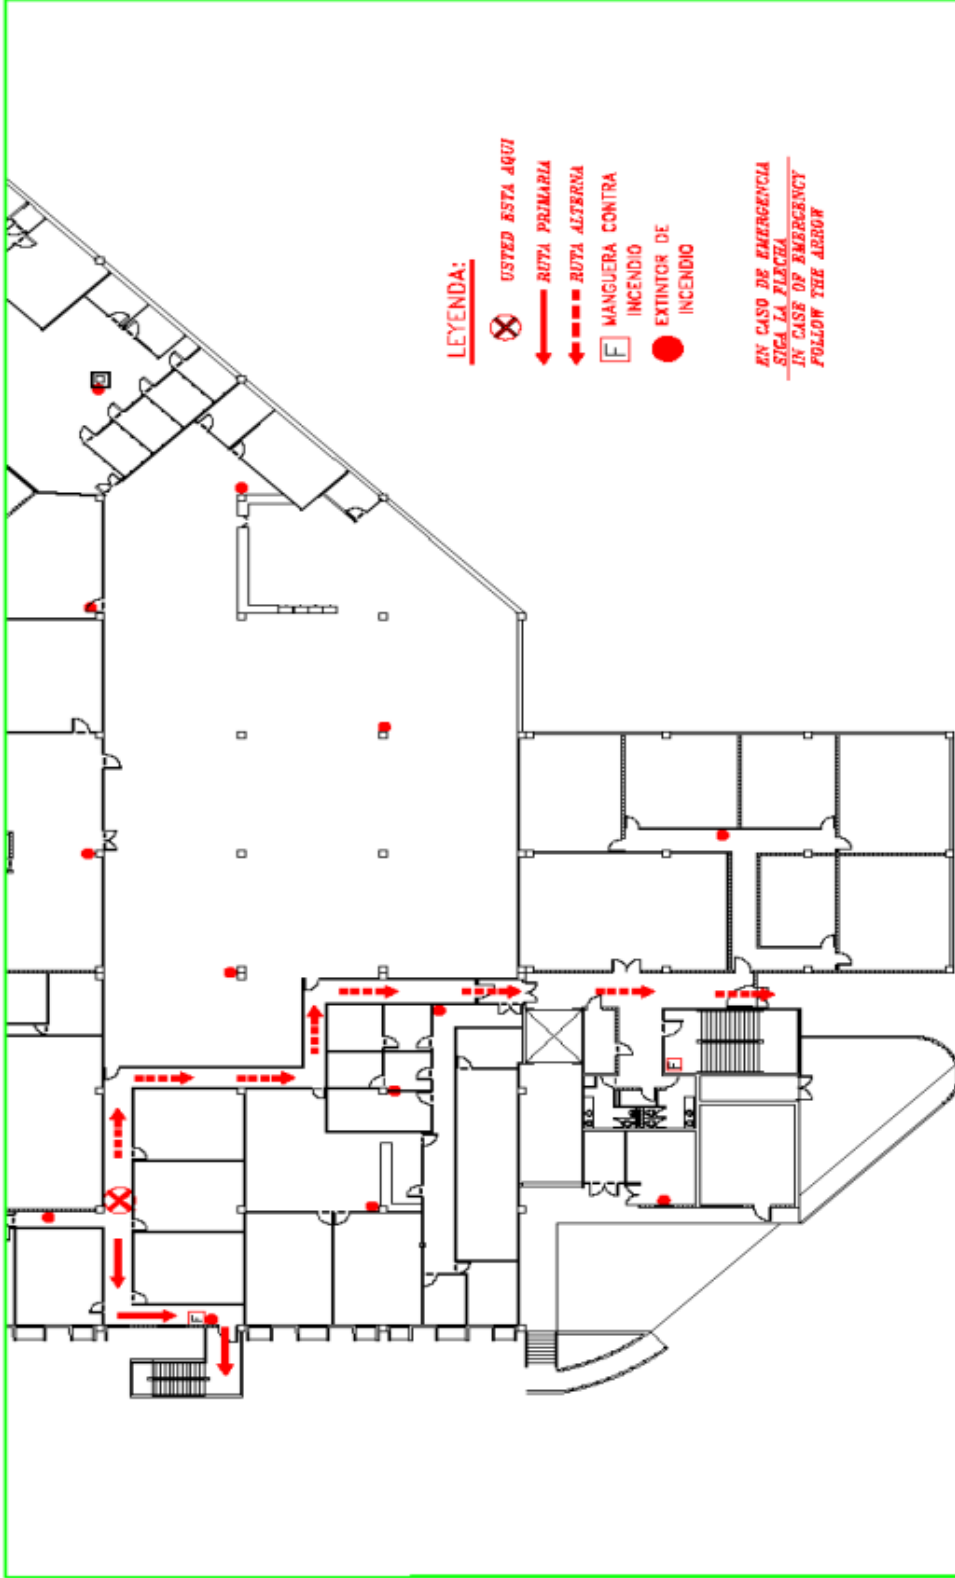 LEYENDA:
USTED ESTA AQUI
RUTA PRIMARIA
RUTA ALTERNA
F MANGUERA CONTRA
INCENDIO
EXTINTOR DE
INCENDIO
EN CASO DE EMERGENCIA
SIGA LA FLECHA
IN CASE OF EMERGENCY
FOLLOW THE ARROW
F
F